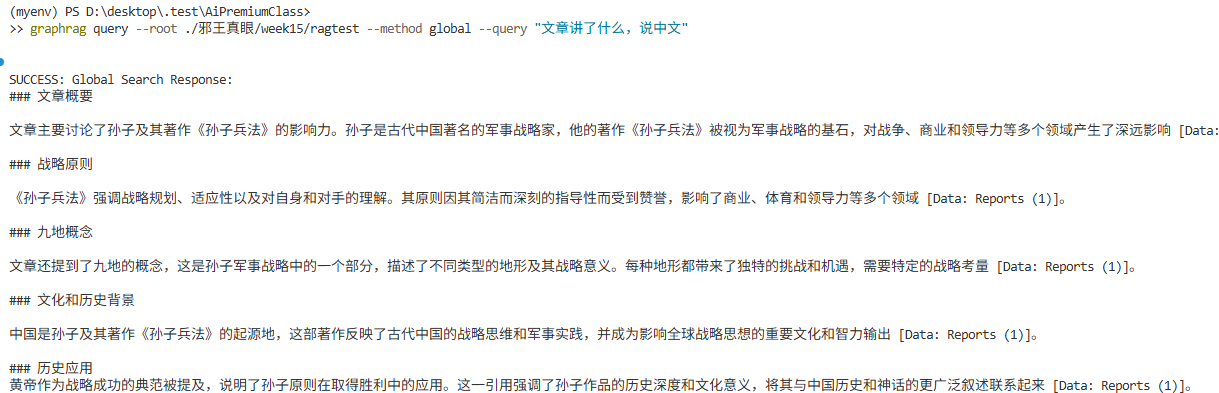 (myenv) PS D:\desktop\.test\AiPremiumClass>
>> graphrag query --root ./邪王真眼/week15/ragtest --method global --query "文章讲了什么，说中文"
SUCCESS: Global Search Response:
### 文章概要
文章主要讨论了孙子及其著作《孙子兵法》的影响力。孙子是古代中国著名的军事战略家，他的著作《孙子兵法》被视为军事战略的基石，对战争、商业和领导力等多个领域产生了深远影响 [Data:
### 战略原则
《孙子兵法》强调战略规划、适应性以及对自身和对手的理解。其原则因其简洁而深刻的指导性而受到赞誉，影响了商业、体育和领导力等多个领域 [Data: Reports (1)]。
### 九地概念
文章还提到了九地的概念，这是孙子军事战略中的一个部分，描述了不同类型的地形及其战略意义。每种地形都带来了独特的挑战和机遇，需要特定的战略考量 [Data: Reports (1)]。
### 文化和历史背景
中国是孙子及其著作《孙子兵法》的起源地，这部著作反映了古代中国的战略思维和军事实践，并成为影响全球战略思想的重要文化和智力输出 [Data: Reports (1)]。
### 历史应用
黄帝作为战略成功的典范被提及，说明了孙子原则在取得胜利中的应用。这一引用强调了孙子作品的历史深度和文化意义，将其与中国历史和神话的更广泛叙述联系起来 [Data: Reports (1)]。